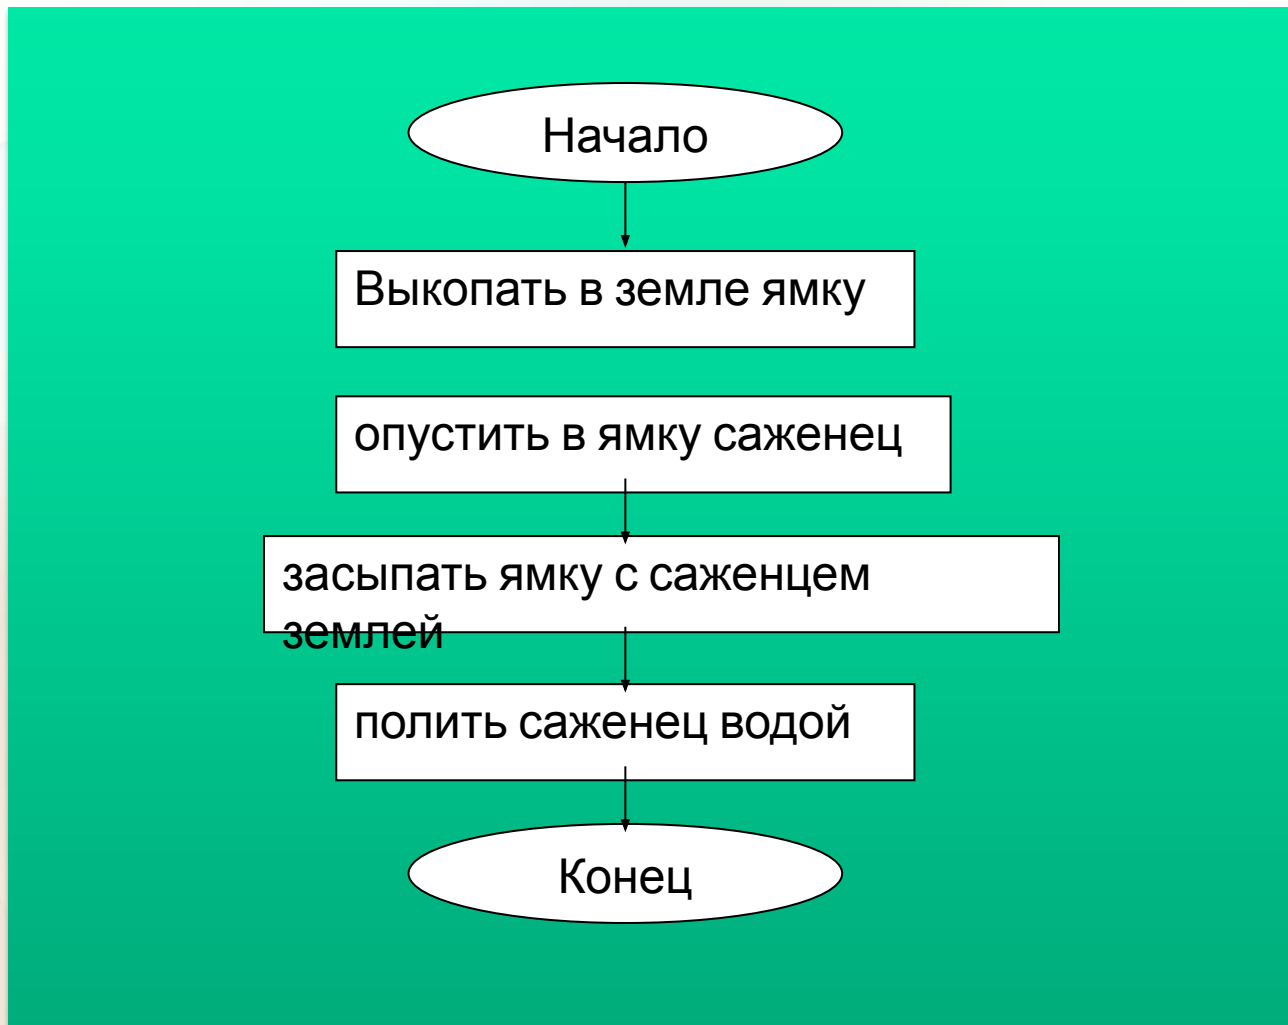 Начало
Выкопать в земле ямку
опустить в ямку саженец
засыпать ямку с саженцем
землей
полить саженец водой
Конец